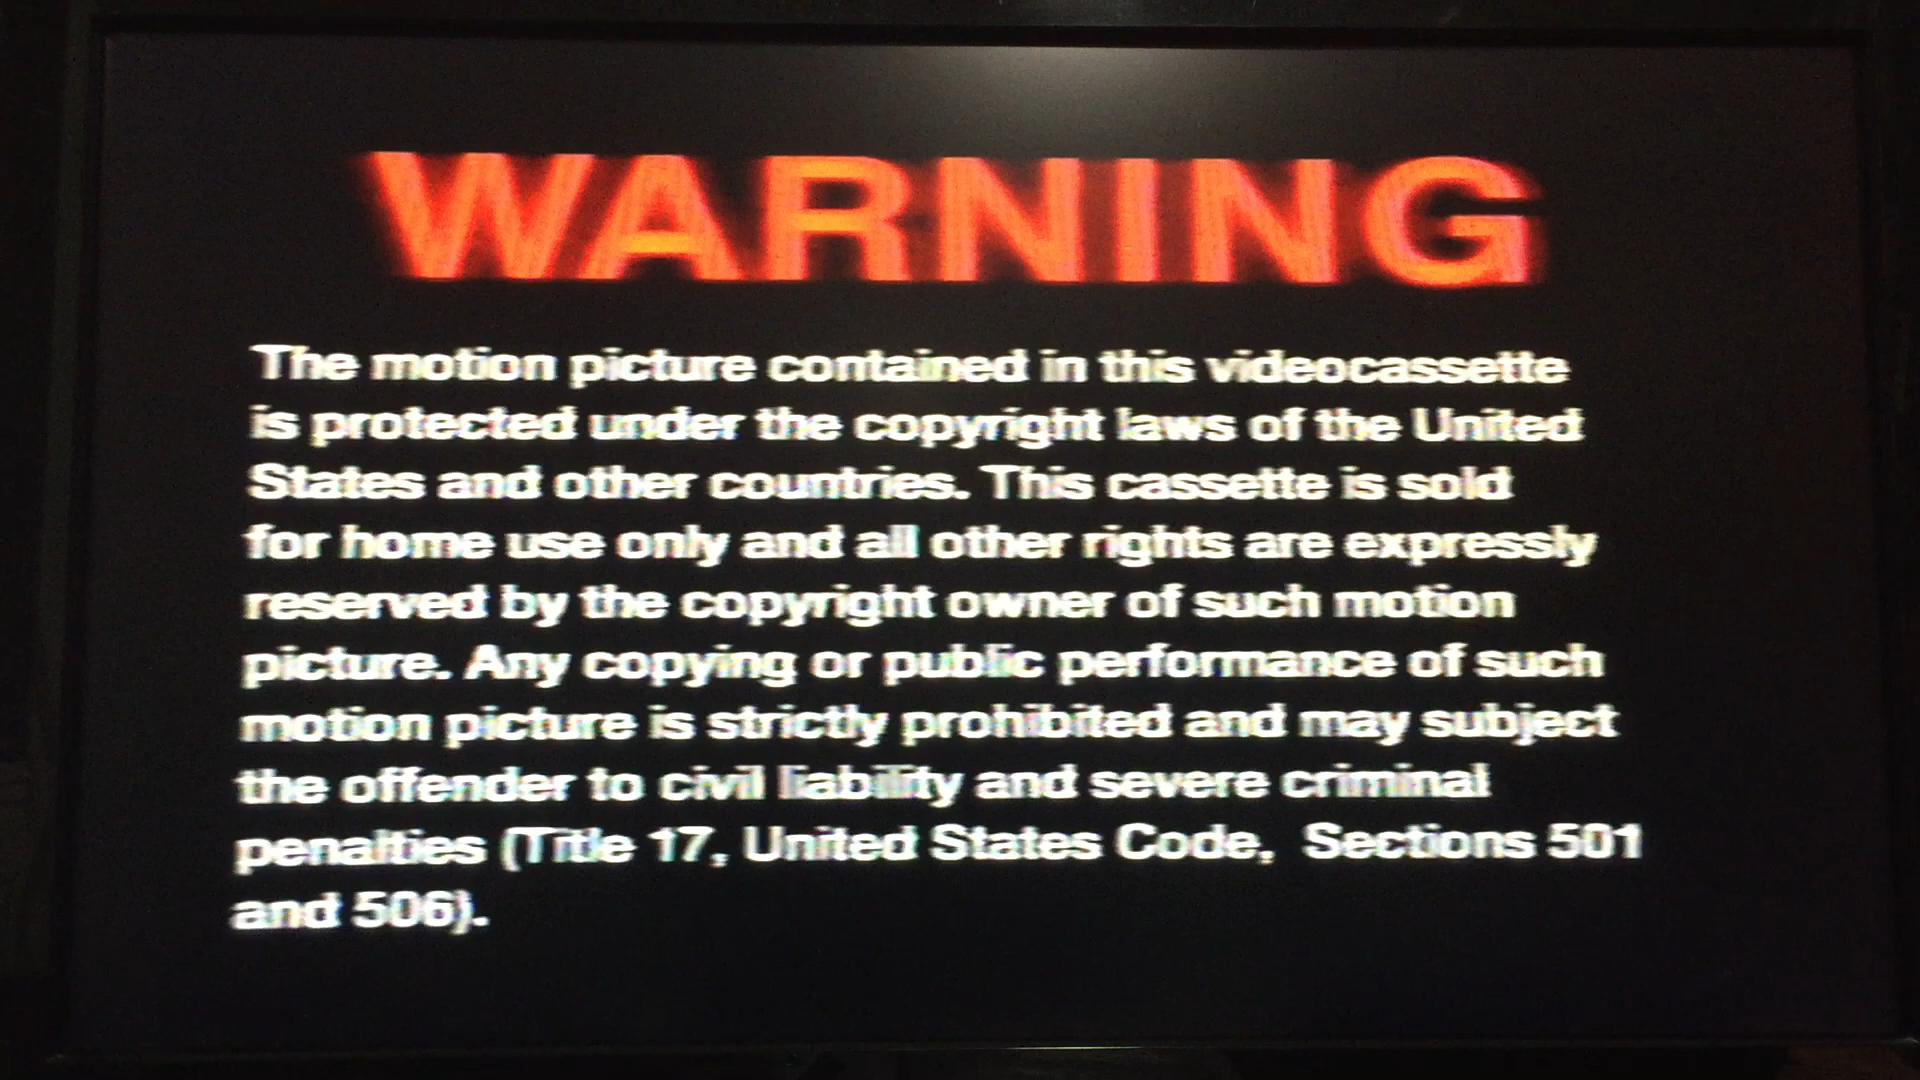 WARNING
The motion picture contained in this videocassette
is protected under the copyright laws of the United
States and other countries. This cassette is sold
for home use only and all other rights are expressly
reserved by the copyright owner of such motion
picture. Any copying or public performance of such
motion picture is strictly prohibited and may subject
the offender to civil liability and severe criminal
penalties (Title 17, United States Code, Sections 501
and 506).